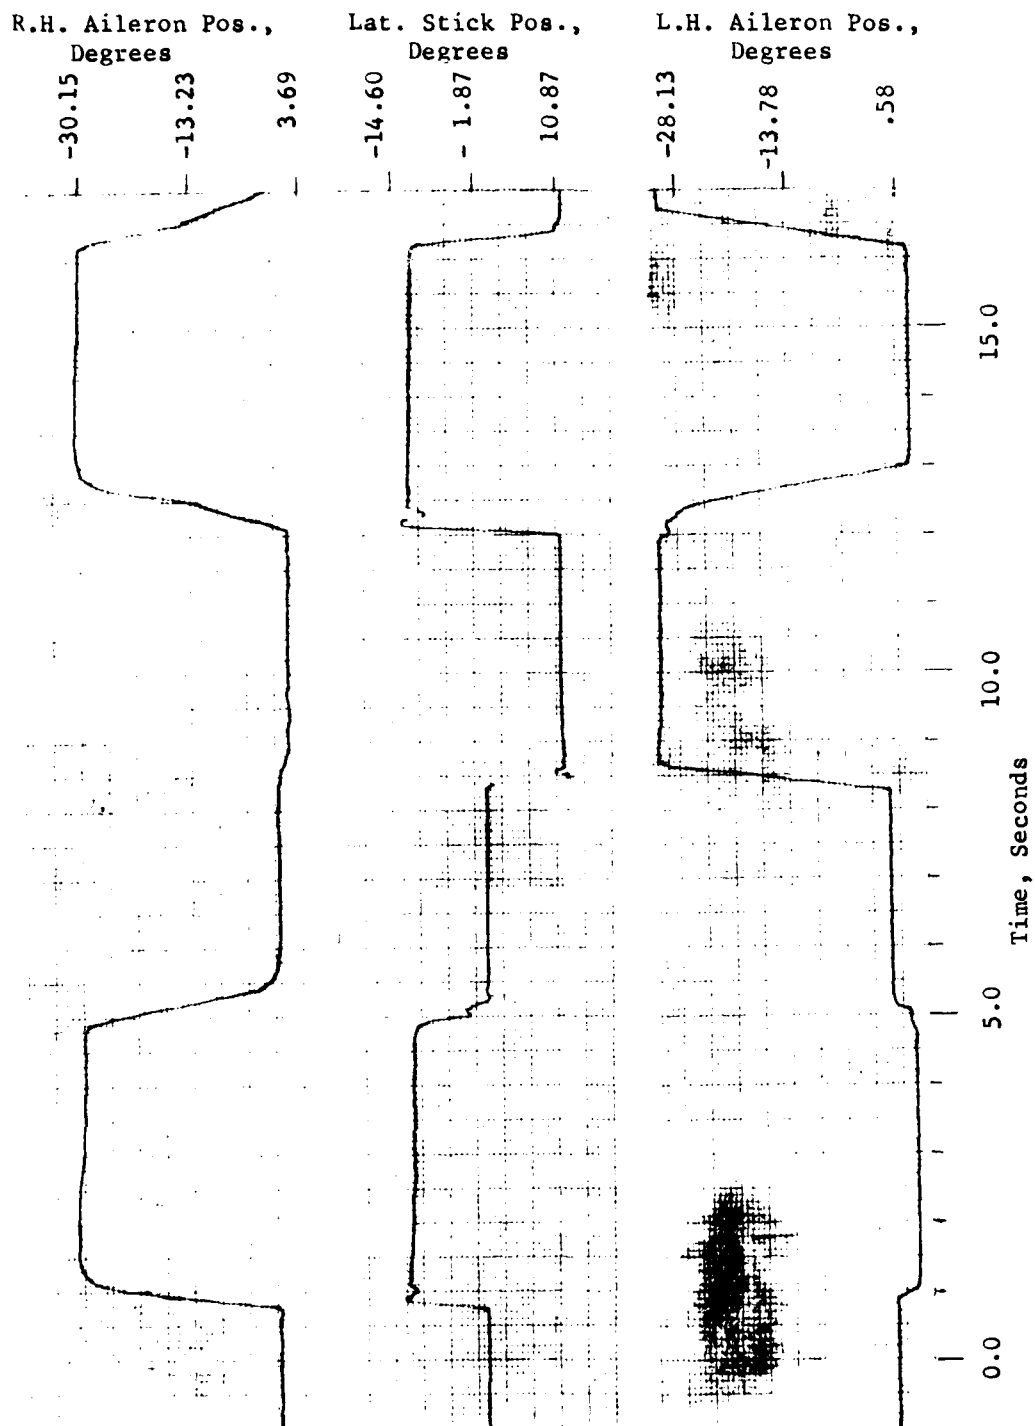 R.H. Aileron Pos.,
Degrees
-30.15
-13.23
3.69
Lat. Stick Pos.,
Degrees
-14.60
- 1.87
10.87
L.H. Aileron Pos.,
Degrees
-28.13
-13.78
.58
15.0
10.0
5.0
0.0
Time, Seconds